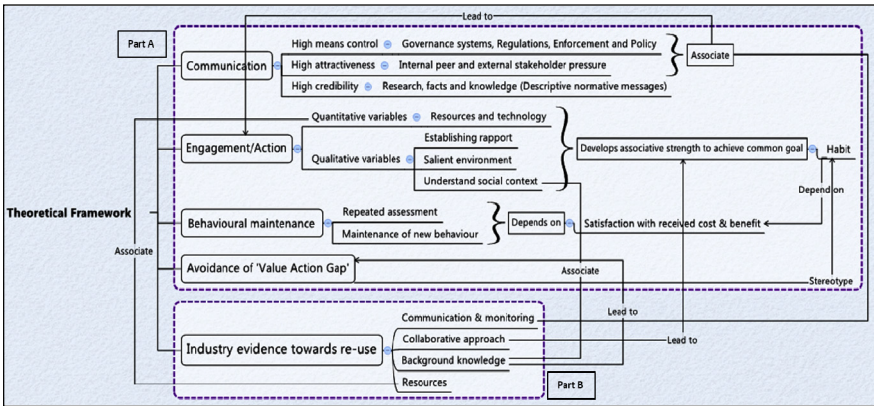 Lead to
Part A
High means control Governance systems, Regulations, Enforcement and Policy
Communication
High attractiveness Internal peer and external stakeholder pressure
Associate
High credibility Research, facts and knowledge (Descriptive normative messages)
Quantitative variables Resources and technology
Establishing rapport
Engagement/Action
Qualitative variables
Salient environment
Understand social context
Develops associative strength to achieve common goal
Habit
Depend on
Theoretical Framework
Behavioural maintenance
Repeated assessment
Maintenance of new behaviour
Depends on
Satisfaction with received cost & benefit
Associate
Avoidance of 'Value Action Gap'
Associate
Stereotype
Lead to
Industry evidence towards re-use
Communication & monitoring
Collaborative approach
Lead to
Background knowledge
Resources
Part B